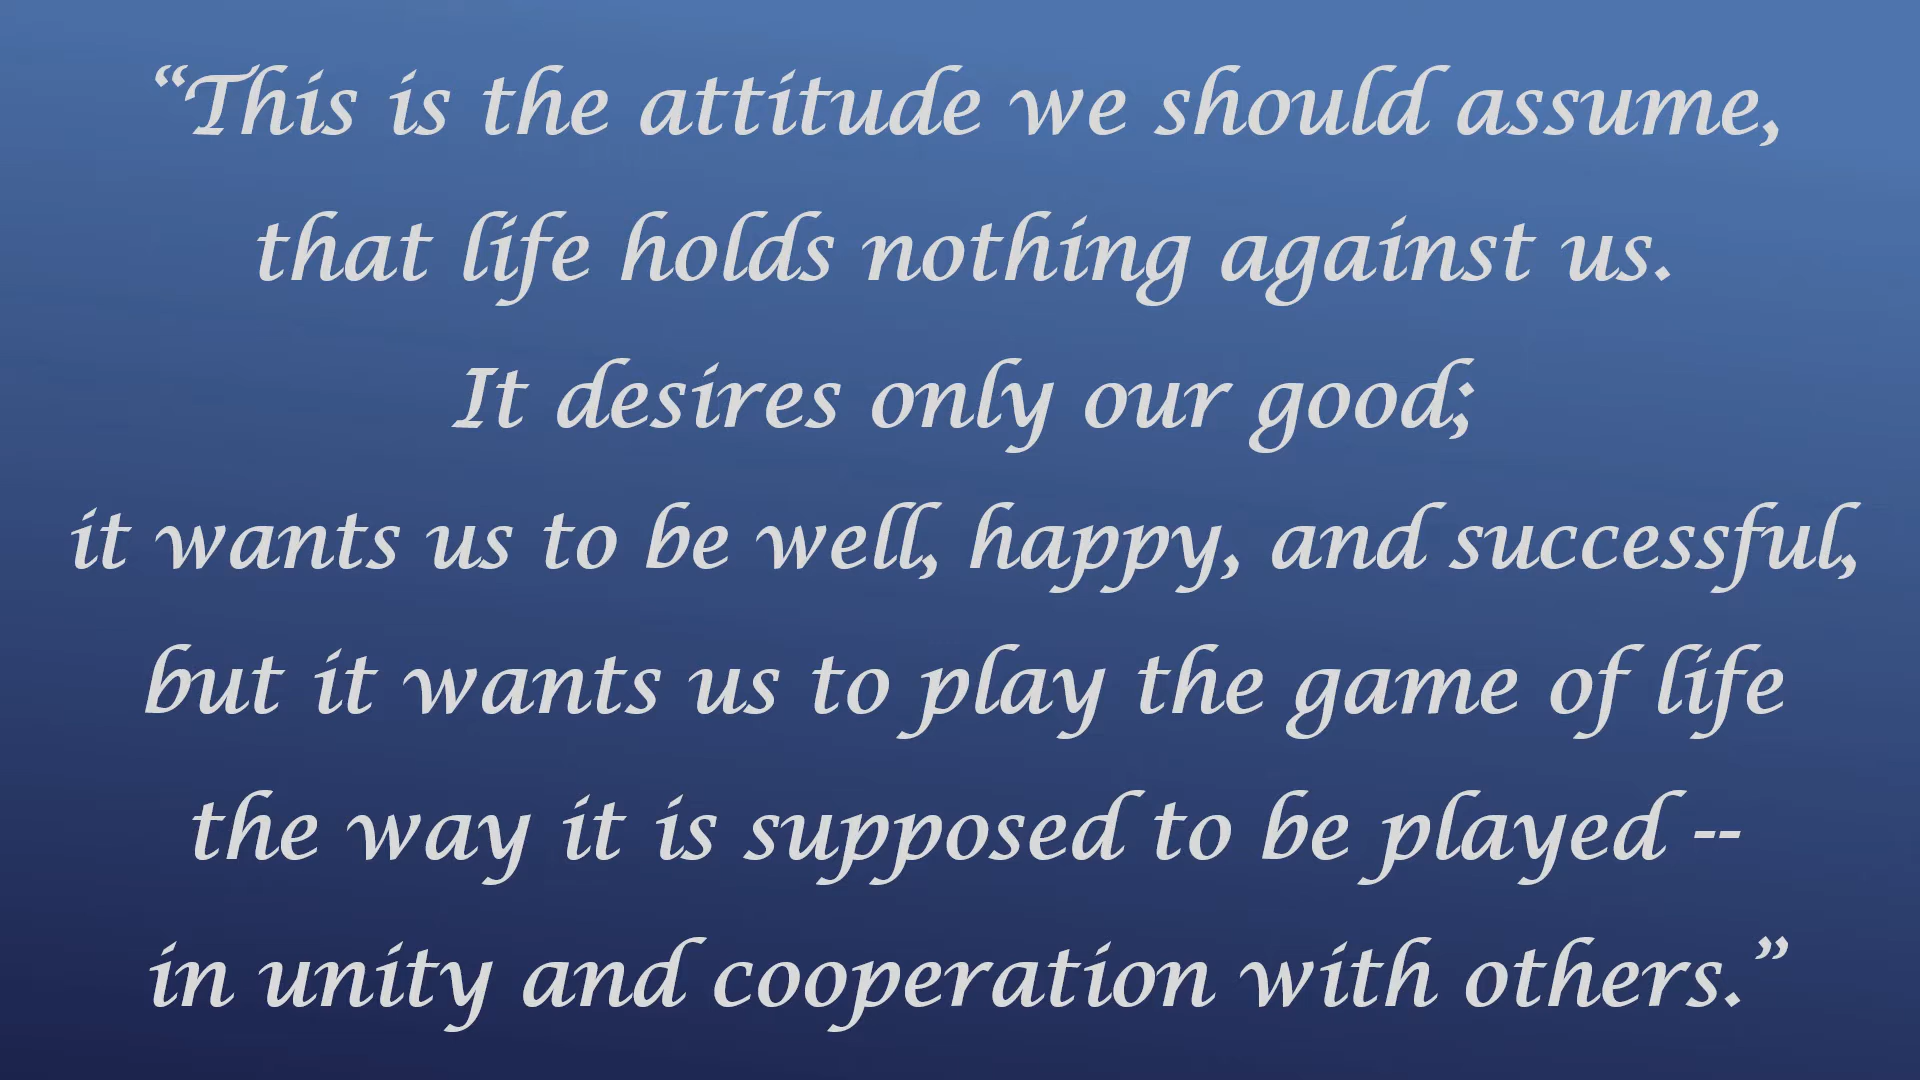 “This is the attitude we should assume,
that life holds nothing against us.
It desires only our good;
it wants us to be well, happy, and successful,
but it wants us to play the game of life
the way it is supposed to be played --
in unity and cooperation with others.”